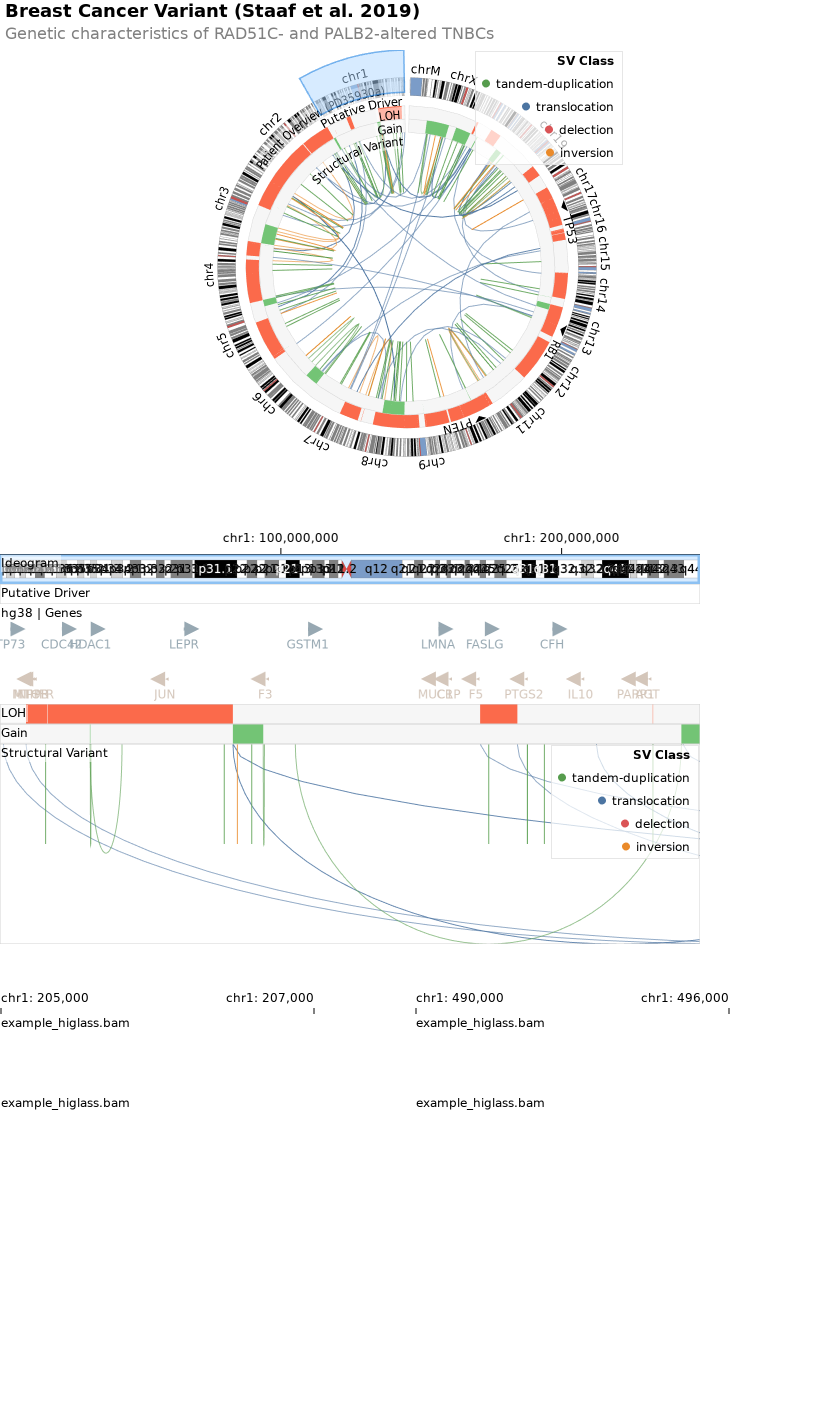 Breast Cancer Variant (Staaf et al. 2019)
Genetic characteristics of RAD51C- and PALB2-altered TNBCs
SV Class
tandem-duplication
translocation
delection
inversion
chr1
chrM
chrX
chr2
Patient Overview (PD35930a)
Putative Driver
LOH
Gain
Structural Variant
chr3
chr4
chr5
chr6
chr7
chr8
chr9
chr11
chr12
chr13
chr14
chr15
chr16
chr17
TP53
RB1
PTEN
chr1: 100,000,000
chr1: 200,000,000
Ideogram
p31.1
q12
Putative Driver
hg38 | Genes
TP73
CDC42
HDAC1
LEPR
GSTM1
LMNA
FASLG
CFH
JUN
F3
MUC1
CRP
F5
PTGS2
IL10
PARP1
AGT
LOH
Gain
Structural Variant
SV Class
tandem-duplication
translocation
delection
inversion
chr1: 205,000
chr1: 207,000
chr1: 490,000
chr1: 496,000
example_higlass.bam
example_higlass.bam
example_higlass.bam
example_higlass.bam